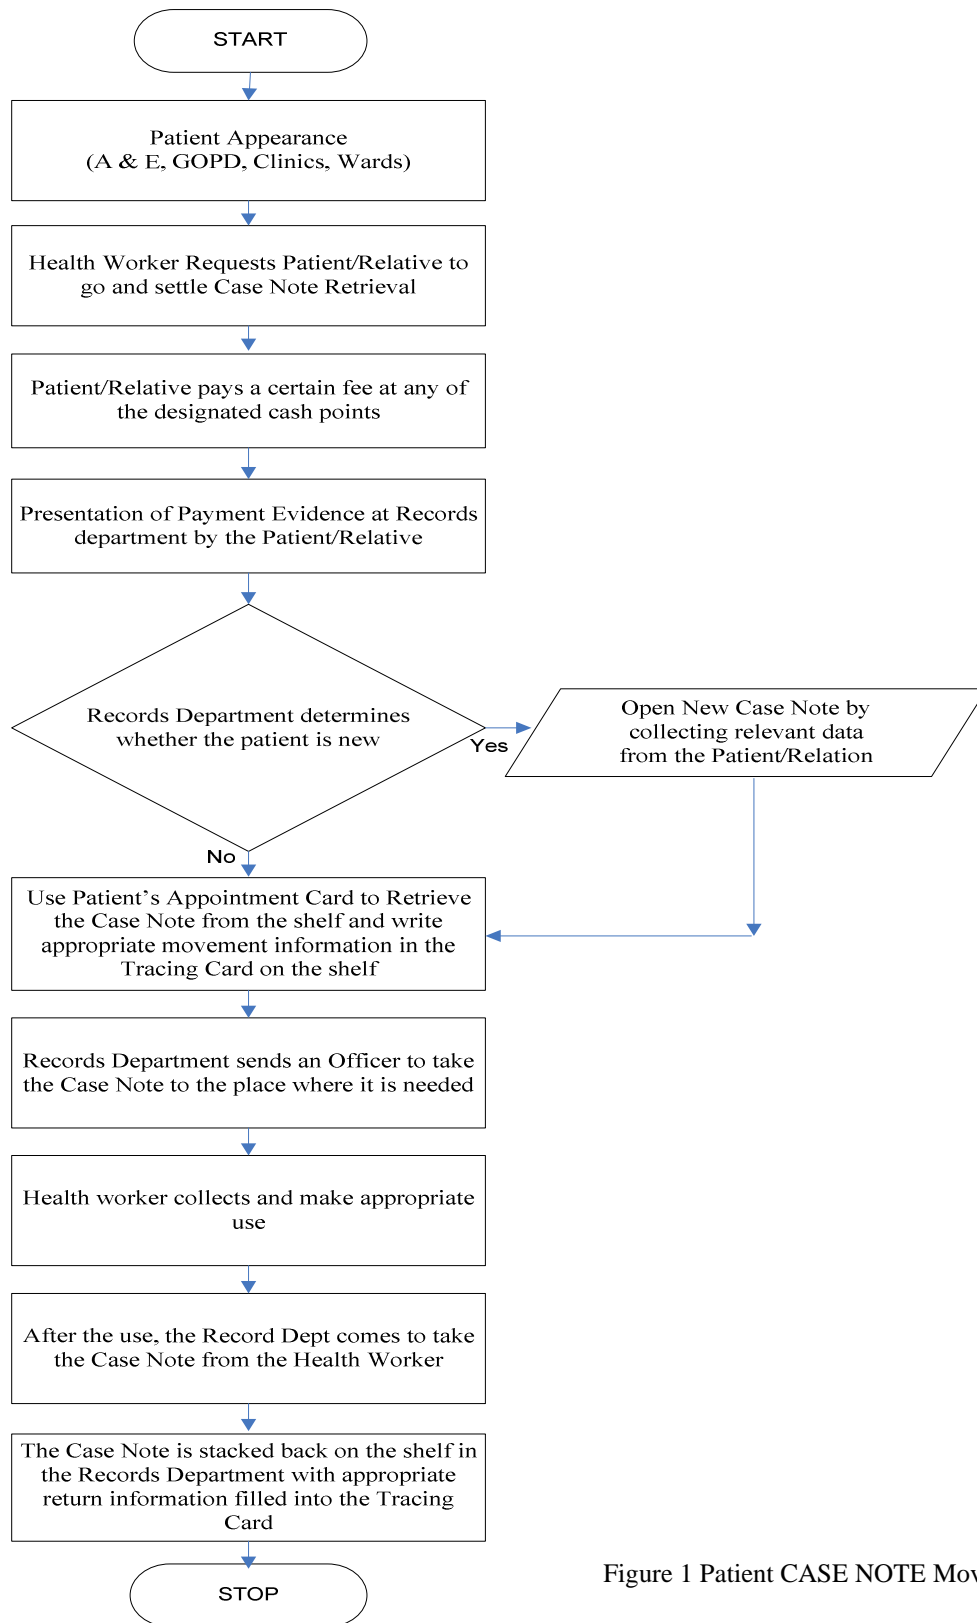 START
Patient Appearance
(A & E, GOPD, Clinics, Wards)
Health Worker Requests Patient/Relative to
go and settle Case Note Retrieval
Patient/Relative pays a certain fee at any of
the designated cash points
Presentation of Payment Evidence at Records
department by the Patient/Relative
Records Department determines
whether the patient is new
Yes
Open New Case Note by
collecting relevant data
from the Patient/Relation
No
Use Patient's Appointment Card to Retrieve
the Case Note from the shelf and write
appropriate movement information in the
Tracing Card on the shelf
Records Department sends an Officer to take
the Case Note to the place where it is needed
Health worker collects and make appropriate
use
After the use, the Record Dept comes to take
the Case Note from the Health Worker
The Case Note is stacked back on the shelf in
the Records Department with appropriate
return information filled into the Tracing
Card
STOP
Figure 1 Patient CASE NOTE